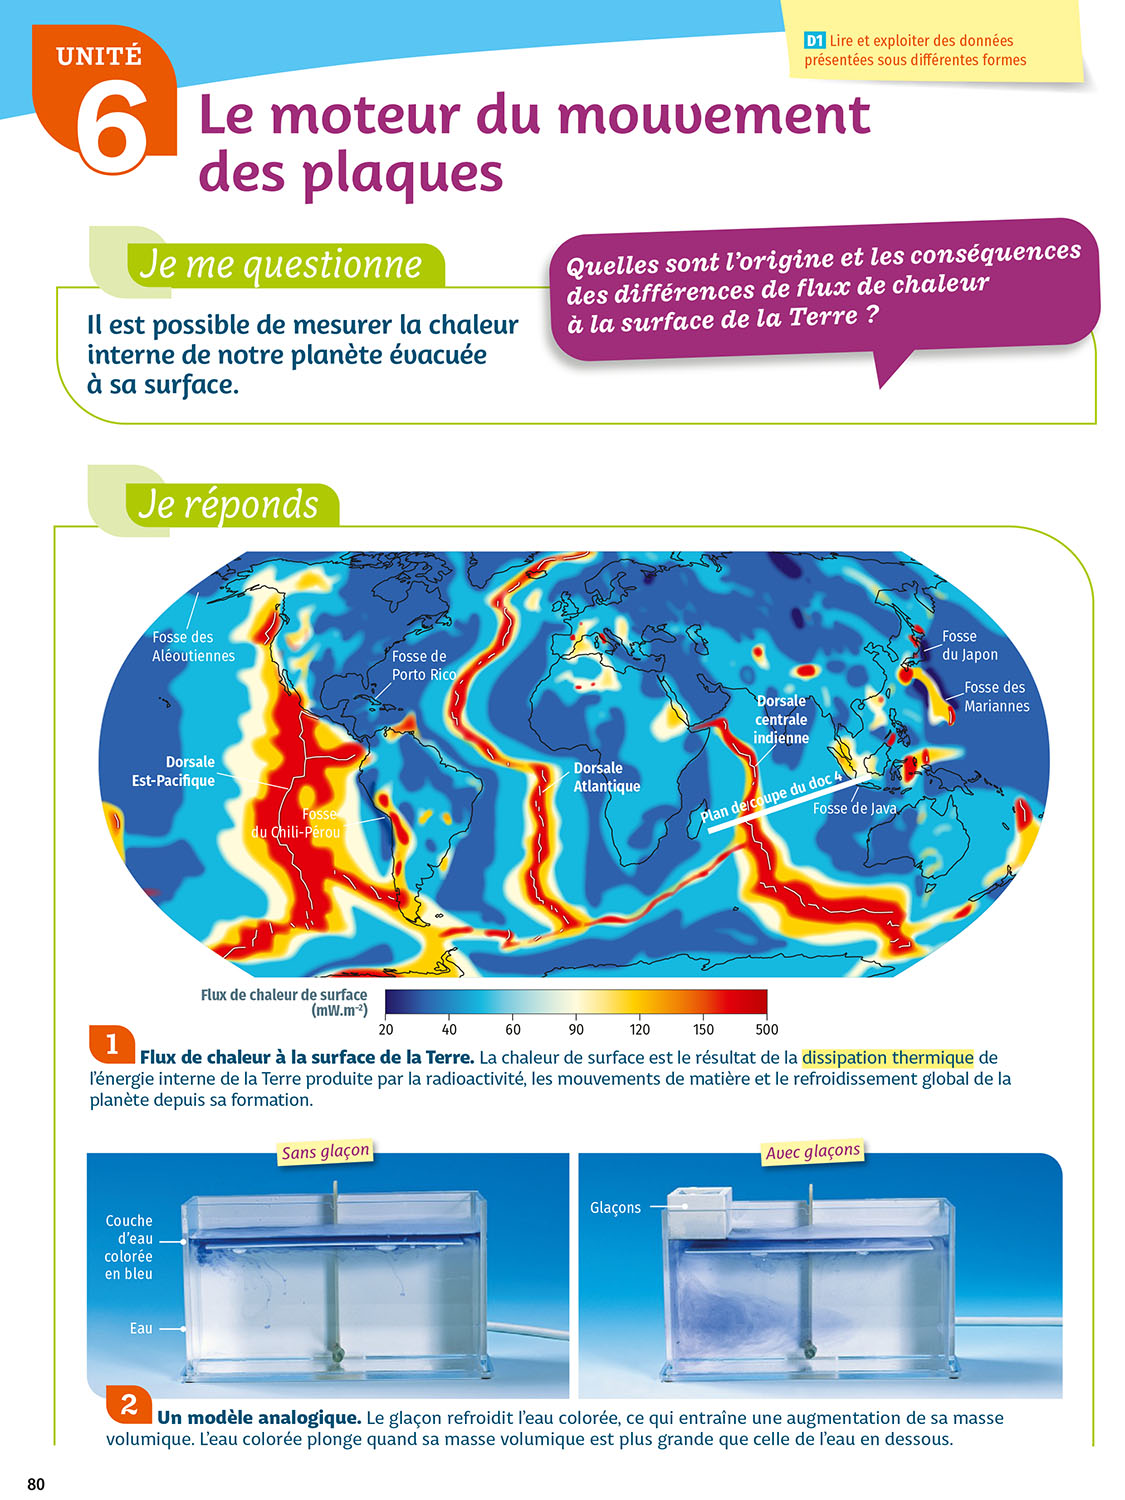 UNITÉ
6
D1 Lire et exploiter des données
présentées sous différentes formes
Le moteur du mouvement
des plaques
Je me questionne
Quelles sont l'origine et les conséquences
des différences de flux de chaleur
à la surface de la Terre ?
Il est possible de mesurer la chaleur
interne de notre planète évacuée
à sa surface.
Je réponds
Fosse des
Aléoutiennes
Fosse de
Porto Rico
Fosse
du Japon
Fosse des
Mariannes
Dorsale
centrale
indienne
Dorsale
Est-Pacifique
Dorsale
Atlantique
Plan de coupe du doc 4
Fosse de Java
Fosse
du Chili-Pérou
Flux de chaleur de surface
(mW.m⁻²)
20 40 60 90 120 150 500
1 Flux de chaleur à la surface de la Terre. La chaleur de surface est le résultat de la dissipation thermique de
l'énergie interne de la Terre produite par la radioactivité, les mouvements de matière et le refroidissement global de la
planète depuis sa formation.
Sans glaçon
Couche
d'eau
colorée
en bleu
Eau
Avec glaçons
Glaçons
2 Un modèle analogique. Le glaçon refroidit l'eau colorée, ce qui entraîne une augmentation de sa masse
volumique. L'eau colorée plonge quand sa masse volumique est plus grande que celle de l'eau en dessous.
80